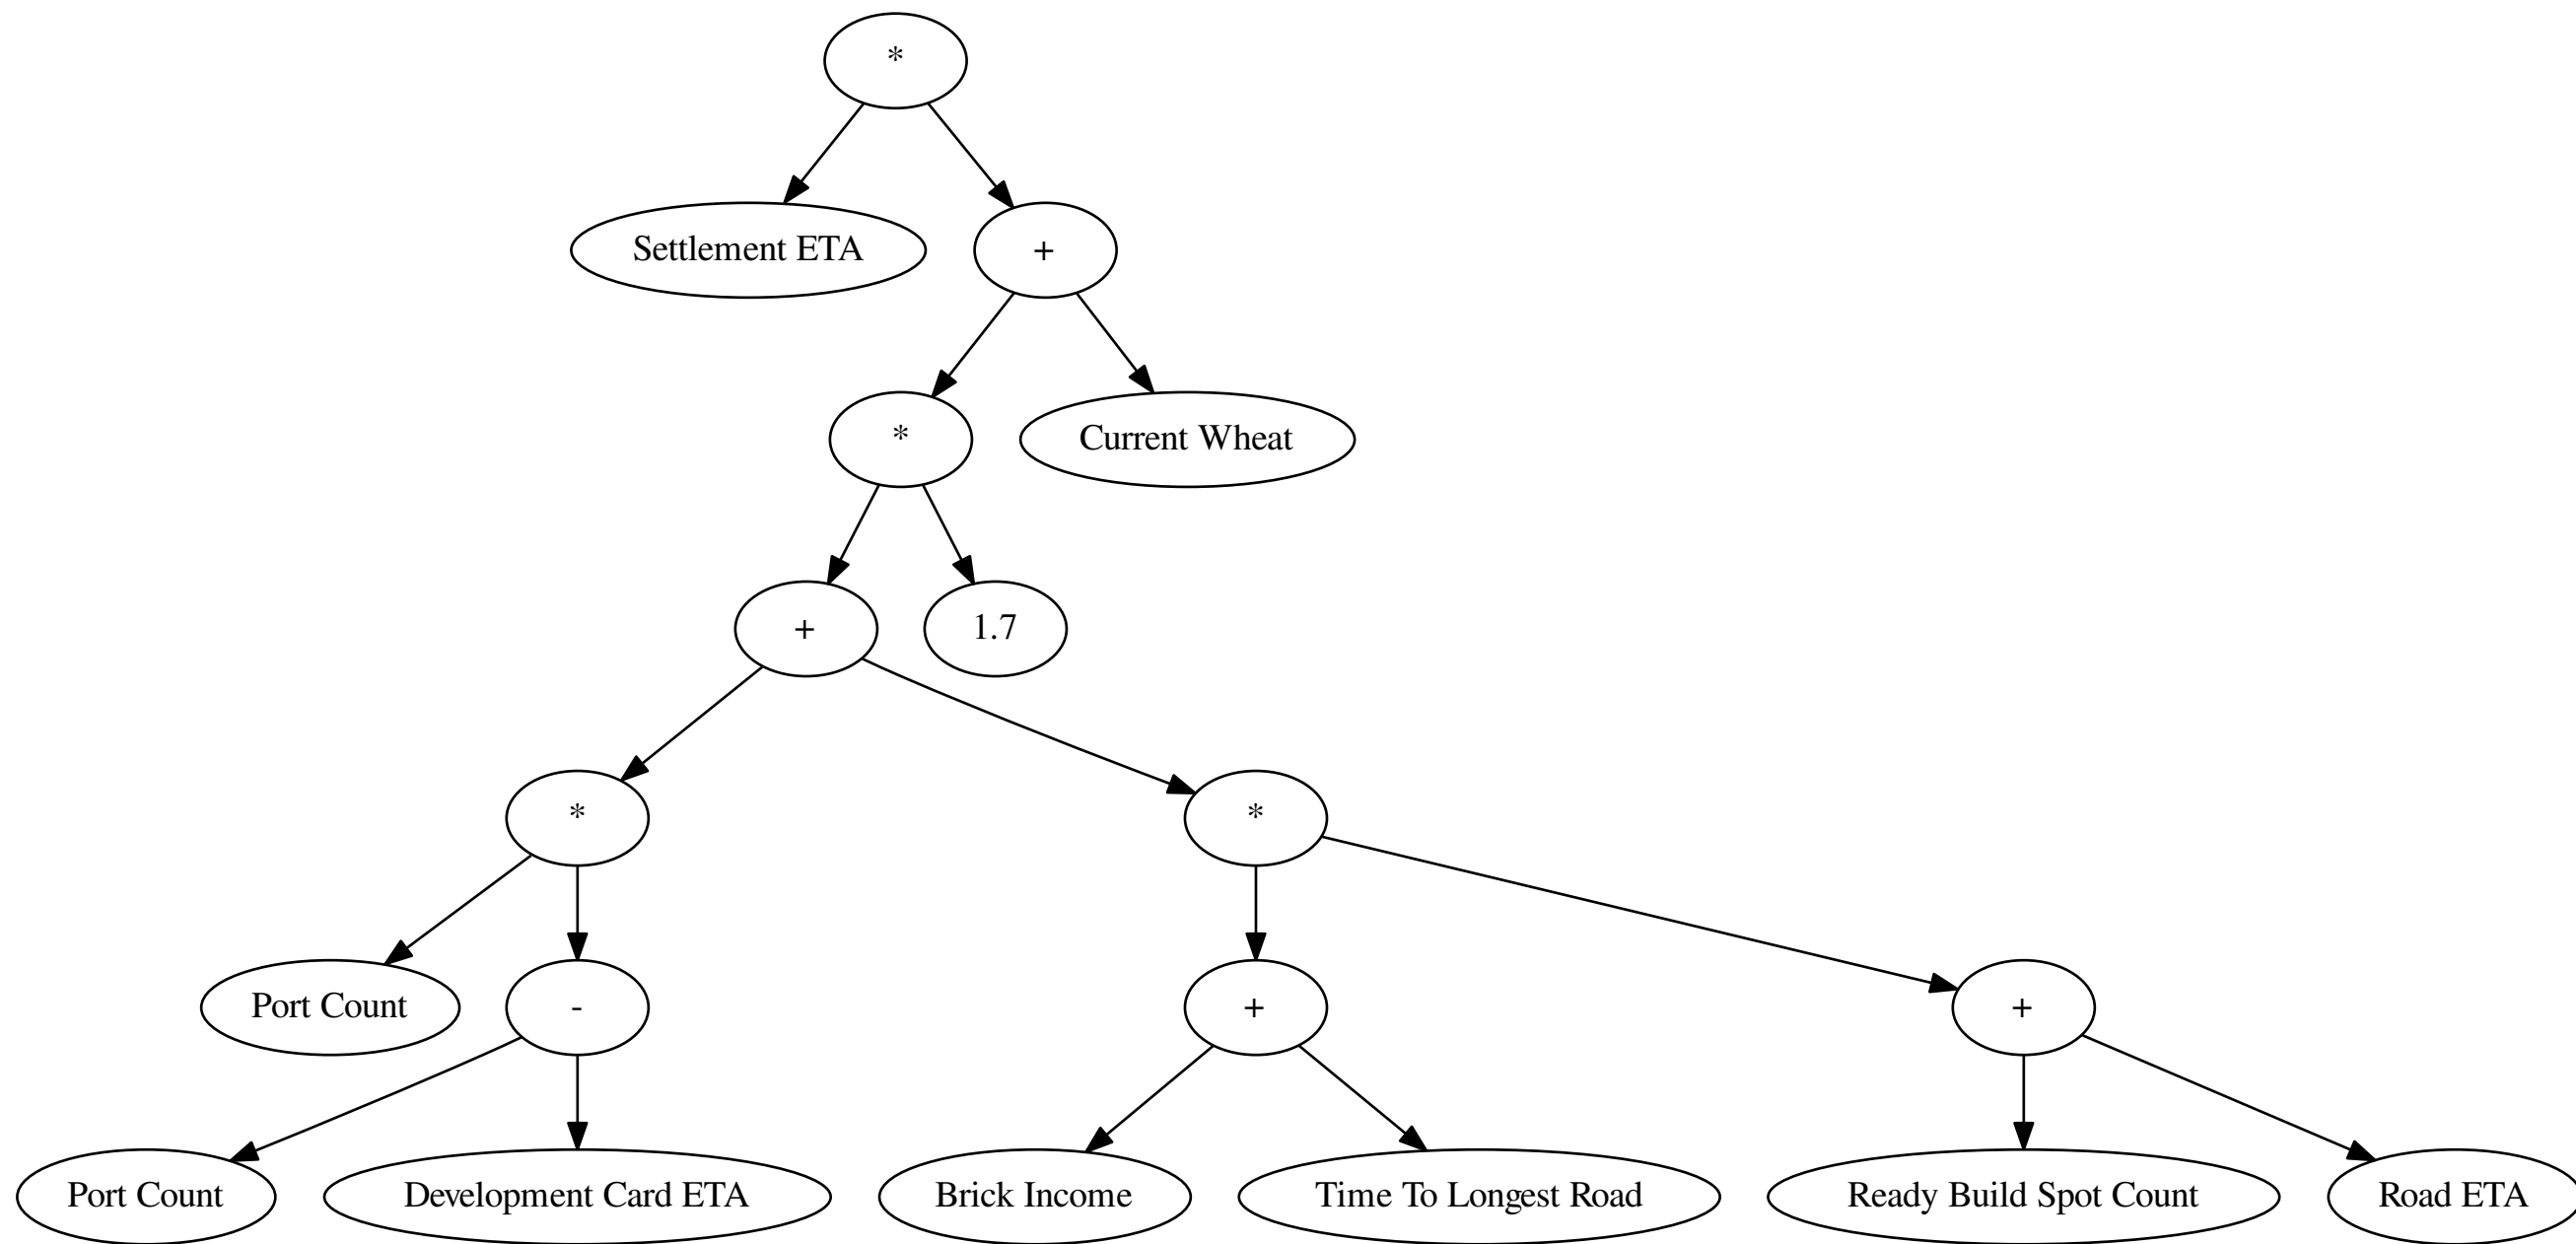 *
Settlement ETA
+
*
Current Wheat
+
1.7
*
*
Port Count
-
+
+
Port Count
Development Card ETA
Brick Income
Time To Longest Road
Ready Build Spot Count
Road ETA